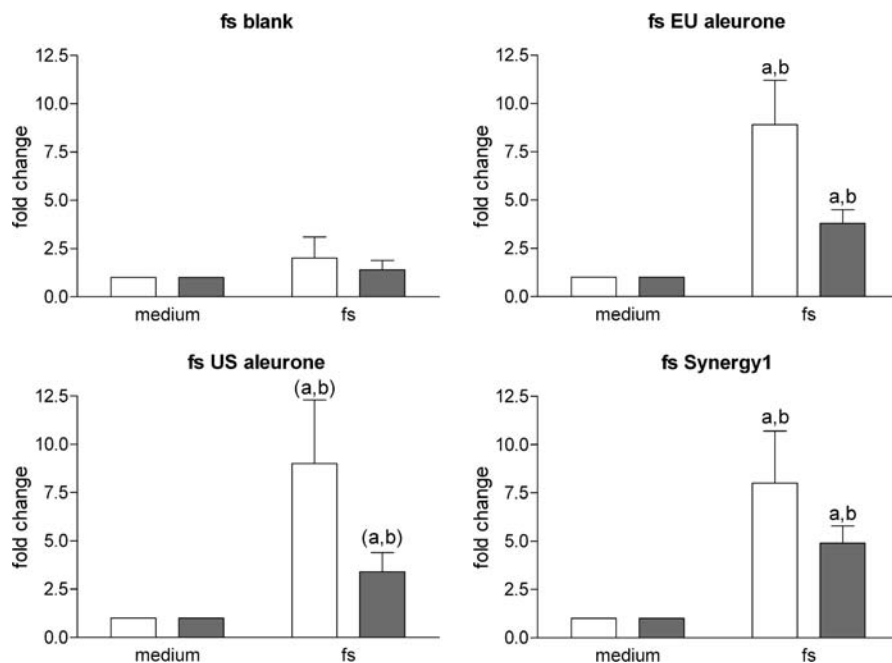 fs blank
12.5
10.0
7.5
5.0
2.5
0.0
fold change
medium
fs
fs EU aleurone
12.5
10.0
7.5
5.0
2.5
0.0
fold change
a,b
a,b
medium
fs
fs US aleurone
12.5
10.0
7.5
5.0
2.5
0.0
fold change
(a,b)
(a,b)
medium
fs
fs Synergy1
12.5
10.0
7.5
5.0
2.5
0.0
fold change
a,b
a,b
medium
fs